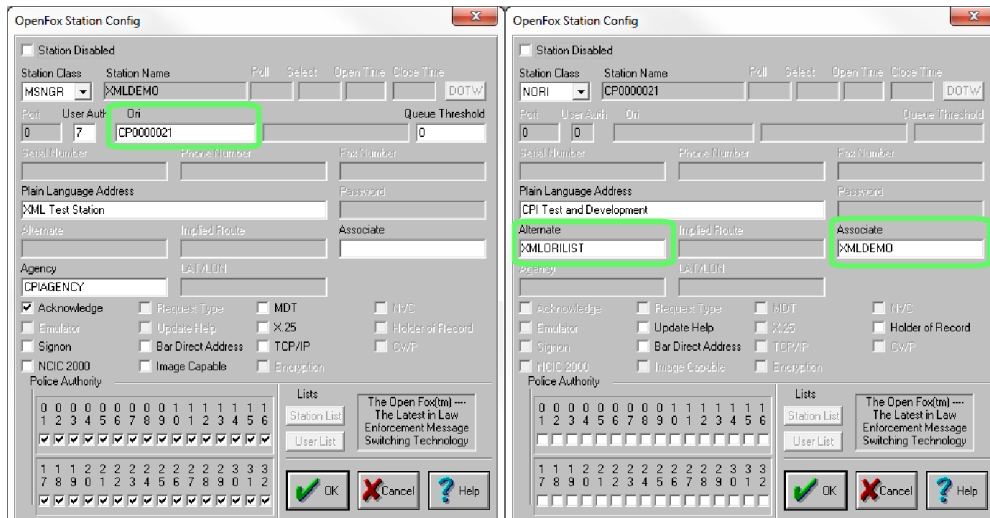 OpenFox Station Config
Station Disabled
Station Class Station Name Poll Select Open Time Close Time
MSNGR XMLDEMO DOTW
Port User Auth Ori Queue Threshold
0 7 CP0000021 0
Serial Number Phone Number Fax Number
Plain Language Address Password
XML Test Station
Alternate Implied Route Associate
Agency LAT/LON
CPIAGENCY
Acknowledge Request Type MDT NVC
Emulator Update Help X.25 Holder of Record
Signon Bar Direct Address TCP/IP CWP
NCIC 2000 Image Capable Encryption
Police Authority
0 0 0 0 0 0 0 0 0 1 1 1 1 1 1 1
1 2 3 4 5 6 7 8 9 0 1 2 3 4 5 6
1 1 1 2 2 2 2 2 2 2 2 2 2 3 3 3
7 8 9 0 1 2 3 4 5 6 7 8 9 0 1 2
Lists
Station List
User List
The Open Fox(tm) ----
The Latest in Law
Enforcement Message
Switching Technology
OK Cancel Help
OpenFox Station Config
Station Disabled
Station Class Station Name Poll Select Open Time Close Time
NORI CP0000021 DOTW
Port User Auth Ori Queue Threshold
0 0
Serial Number Phone Number Fax Number
Plain Language Address Password
CPI Test and Development
Alternate Implied Route Associate
XMLORILIST XMLDEMO
Agency LAT/LON
Acknowledge Request Type MDT NVC
Emulator Update Help X.25 Holder of Record
Signon Bar Direct Address TCP/IP CWP
NCIC 2000 Image Capable Encryption
Police Authority
0 0 0 0 0 0 0 0 0 1 1 1 1 1 1 1
1 2 3 4 5 6 7 8 9 0 1 2 3 4 5 6
1 1 1 2 2 2 2 2 2 2 2 2 2 3 3 3
7 8 9 0 1 2 3 4 5 6 7 8 9 0 1 2
Lists
Station List
User List
The Open Fox(tm) ----
The Latest in Law
Enforcement Message
Switching Technology
OK Cancel Help